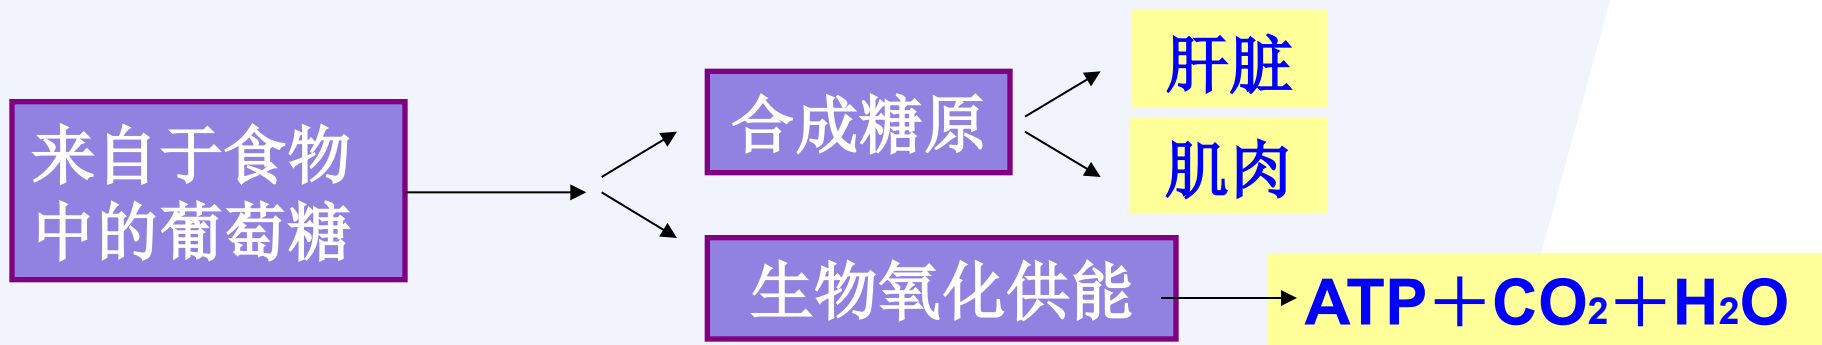 来自于食物
中的葡萄糖
合成糖原
肝脏
肌肉
生物氧化供能
ATP＋CO₂＋H₂O